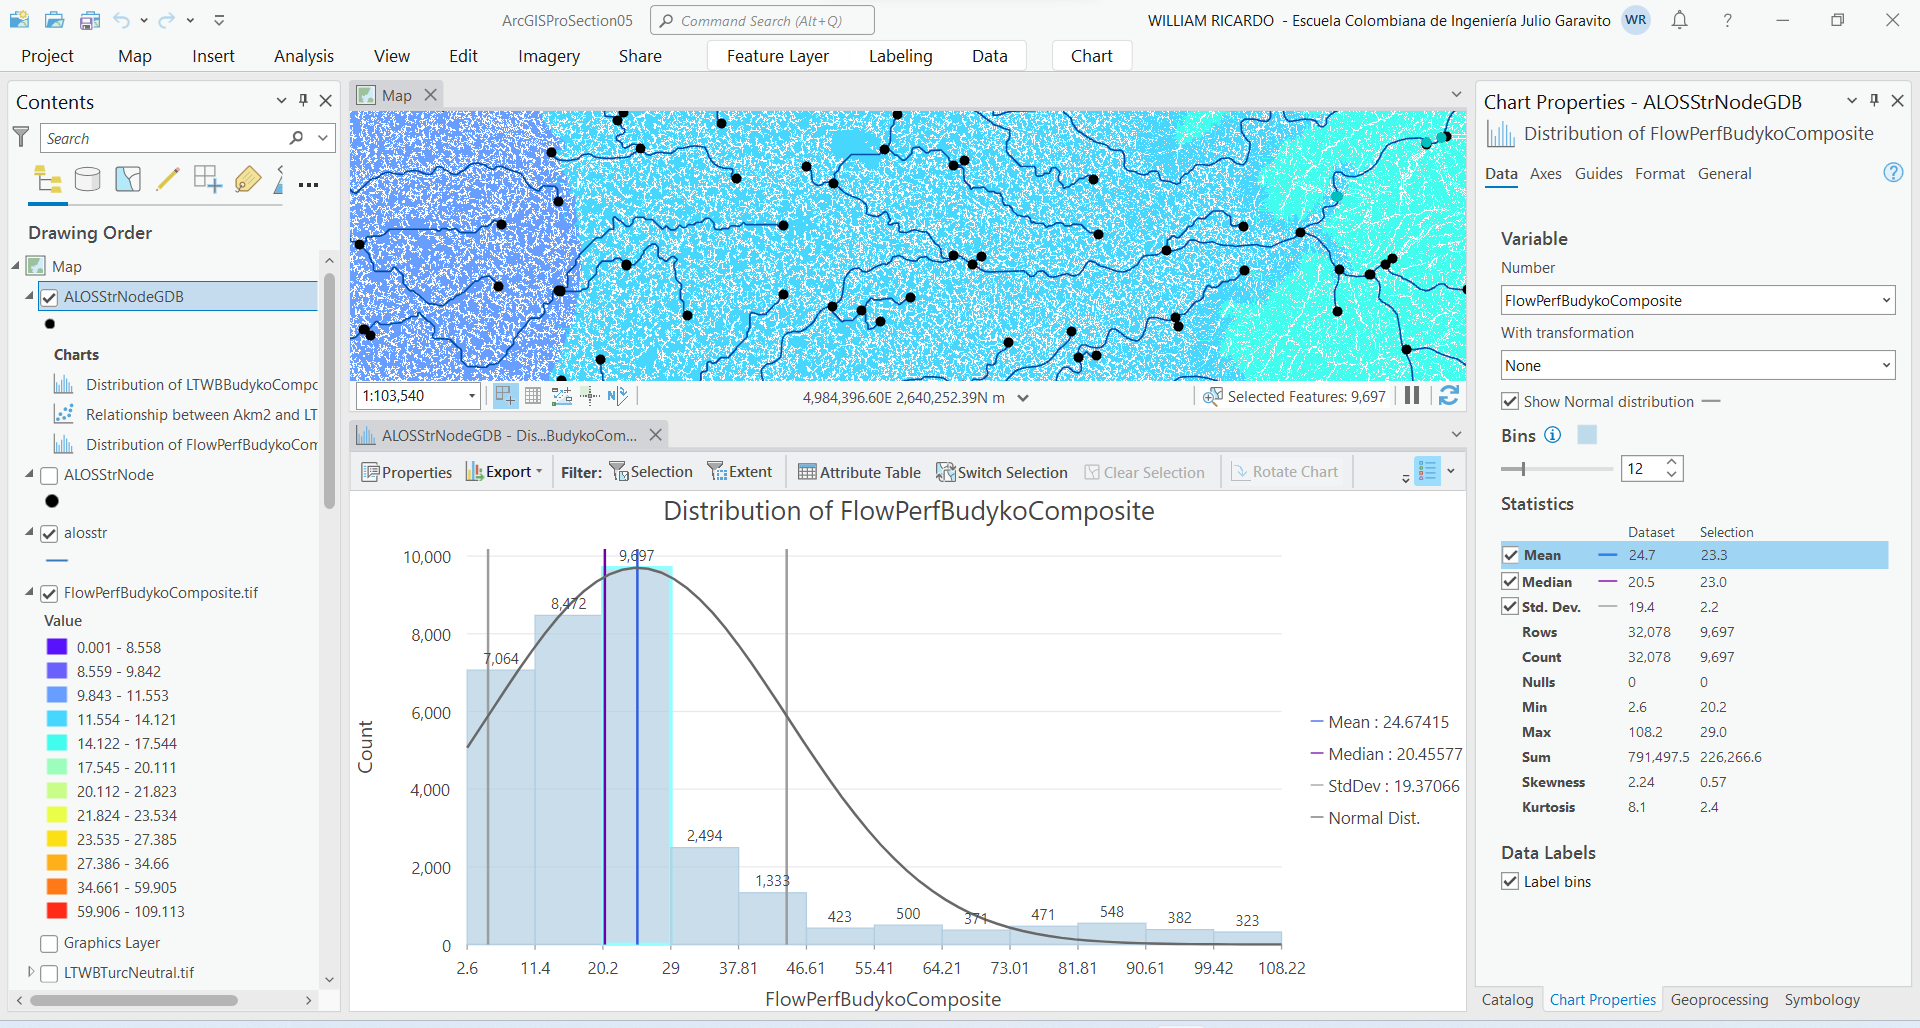 ArcGISProSection05
Command Search (Alt+Q)
WILLIAM RICARDO - Escuela Colombiana de Ingeniería Julio Garavito
WR
?
Project
Map
Insert
Analysis
View
Edit
Imagery
Share
Feature Layer
Labeling
Data
Chart
Contents
Search
Drawing Order
Map
ALOSStrNodeGDB
Charts
Distribution of LTWBBudykoCompo
Relationship between Akm2 and LT
Distribution of FlowPerfBudykoCom
ALOSStrNode
alosstr
FlowPerfBudykoComposite.tif
Value
0.001 - 8.558
8.559 - 9.842
9.843 - 11.553
11.554 - 14.121
14.122 - 17.544
17.545 - 20.111
20.112 - 21.823
21.824 - 23.534
23.535 - 27.385
27.386 - 34.66
34.661 - 59.905
59.906 - 109.113
Graphics Layer
LTWBTurcNeutral.tif
Map
1:103,540
N
4,984,396.60E 2,640,252.39N m
Selected Features: 9,697
ALOSStrNodeGDB - Dis...BudykoCom...
Properties
Export
Filter:
Selection
Extent
Attribute Table
Switch Selection
Clear Selection
Rotate Chart
Distribution of FlowPerfBudykoComposite
Count
10,000
8,000
6,000
4,000
2,000
0
7,064
8,472
9,697
2,494
1,333
423
500
371
471
548
382
323
2.6
11.4
20.2
29
37.81
46.61
55.41
64.21
73.01
81.81
90.61
99.42
108.22
FlowPerfBudykoComposite
Mean : 24.67415
Median : 20.45577
StdDev : 19.37066
Normal Dist.
Chart Properties - ALOSStrNodeGDB
Distribution of FlowPerfBudykoComposite
Data
Axes
Guides
Format
General
?
Variable
Number
FlowPerfBudykoComposite
With transformation
None
Show Normal distribution
Bins
12
Statistics
Dataset Selection
Mean 24.7 23.3
Median 20.5 23.0
Std. Dev. 19.4 2.2
Rows 32,078 9,697
Count 32,078 9,697
Nulls 0 0
Min 2.6 20.2
Max 108.2 29.0
Sum 791,497.5 226,266.6
Skewness 2.24 0.57
Kurtosis 8.1 2.4
Data Labels
Label bins
Catalog
Chart Properties
Geoprocessing
Symbology